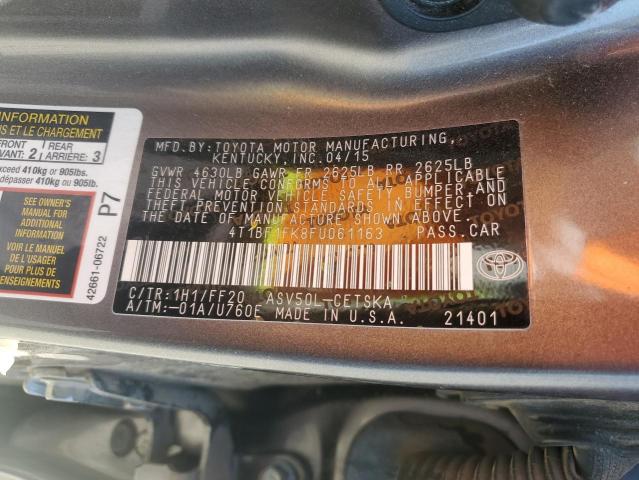 INFORMATION
NS ET LE CHARGEMENT
FRONT AVANT: 2 REAR ARRIÈRE: 3
exceed 410kg or 905lbs.
dépasser 410kg ou 905lb.
SEE OWNER'S
MANUAL FOR
ADDITIONAL
INFORMATION
VOIR LE MANUEL
DE L'USAGER
POUR PLUS DE
RENSEIGNEMENTS
P7
42661-06722
MFD.BY:TOYOTA MOTOR MANUFACTURING,
KENTUCKY,INC.04/15
GVWR 4630LB GAWR FR 2625LB RR 2625LB
THIS VEHICLE CONFORMS TO ALL APPLICABLE
FEDERAL MOTOR VEHICLE SAFETY, BUMPER AND
THEFT PREVENTION STANDARDS IN EFFECT ON
THE DATE OF MANUFACTURE SHOWN ABOVE.
4T1BF1FK8FU061163 PASS.CAR
C/TR:1H1/FF20 ASV50L-CETSKA
A/TM:-01A/U760E MADE IN U.S.A. 21401
TOYOTA